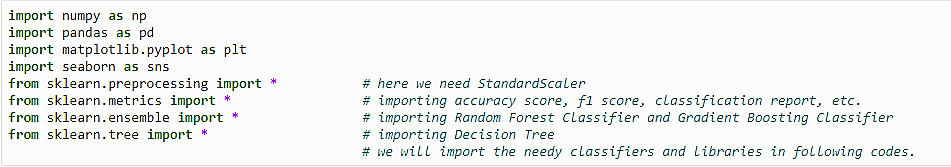 import numpy as np
import pandas as pd
import matplotlib.pyplot as plt
import seaborn as sns
from sklearn.preprocessing import * # here we need StandardScaler
from sklearn.metrics import * # importing accuracy score, f1 score, classification report, etc.
from sklearn.ensemble import * # importing Random Forest Classifier and Gradient Boosting Classifier
from sklearn.tree import * # importing Decision Tree
# we will import the needy classifiers and libraries in following codes.